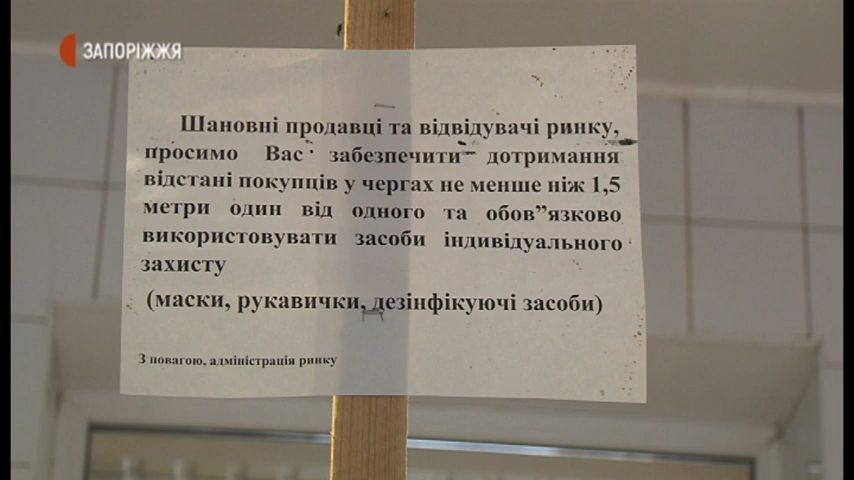 ЗАПОРІЖЖЯ
Шановні продавці та відвідувачі ринку,
просимо Вас забезпечити дотримання
відстані покупців у чергах не менше ніж 1,5
метри один від одного та обов”язково
використовувати засоби індивідуального
захисту
(маски, рукавички, дезінфікуючі засоби)
З повагою, адміністрація ринку